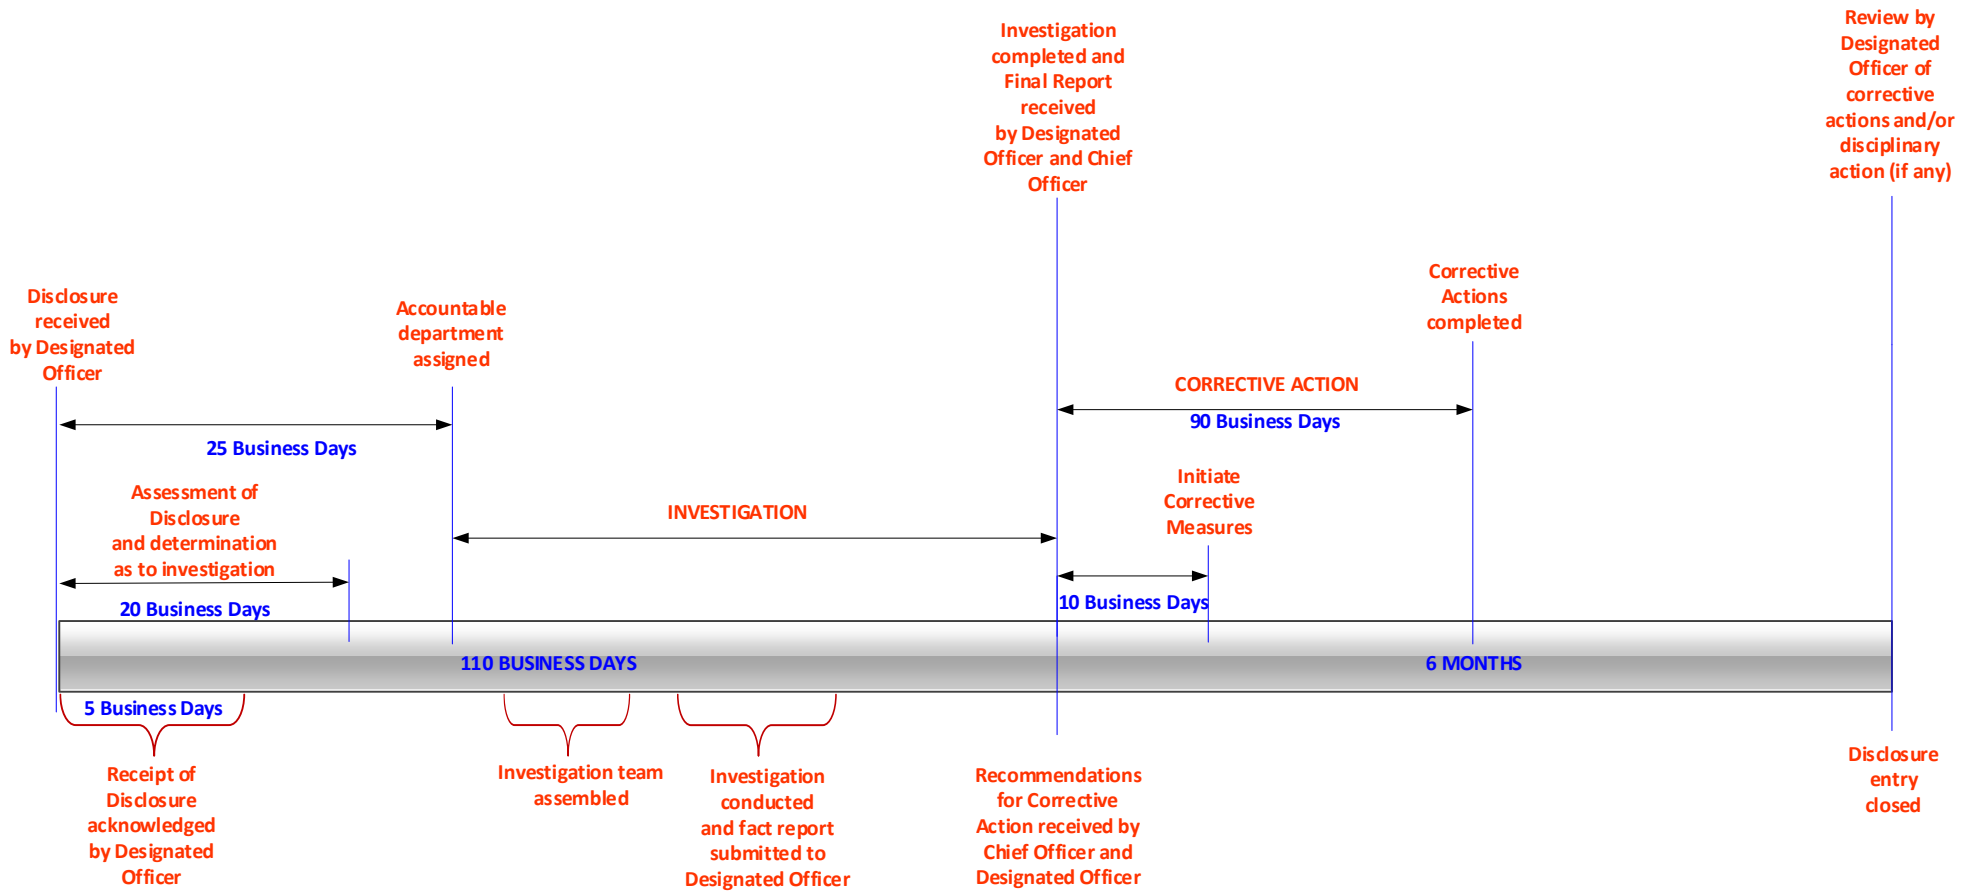 Investigation
completed and
Final Report
received
by Designated
Officer and Chief
Officer
Review by
Designated
Officer of
corrective
actions and/or
disciplinary
action (if any)
Disclosure
received
by Designated
Officer
Accountable
department
assigned
Corrective
Actions
completed
CORRECTIVE ACTION
90 Business Days
25 Business Days
Assessment of
Disclosure
and determination
as to investigation
20 Business Days
INVESTIGATION
Initiate
Corrective
Measures
10 Business Days
110 BUSINESS DAYS
6 MONTHS
5 Business Days
Receipt of
Disclosure
acknowledged
by Designated
Officer
Investigation team
assembled
Investigation
conducted
and fact report
submitted to
Designated Officer
Recommendations
for Corrective
Action received by
Chief Officer and
Designated Officer
Disclosure
entry
closed